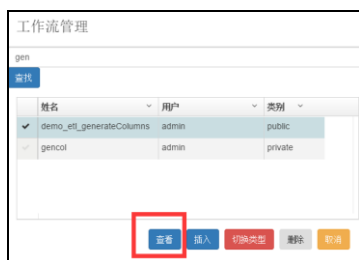 工作流管理
gen
查找
姓名 用户 类别
demo_etl_generateColumns admin public
gencol admin private
查看 插入 切换类型 删除 取消